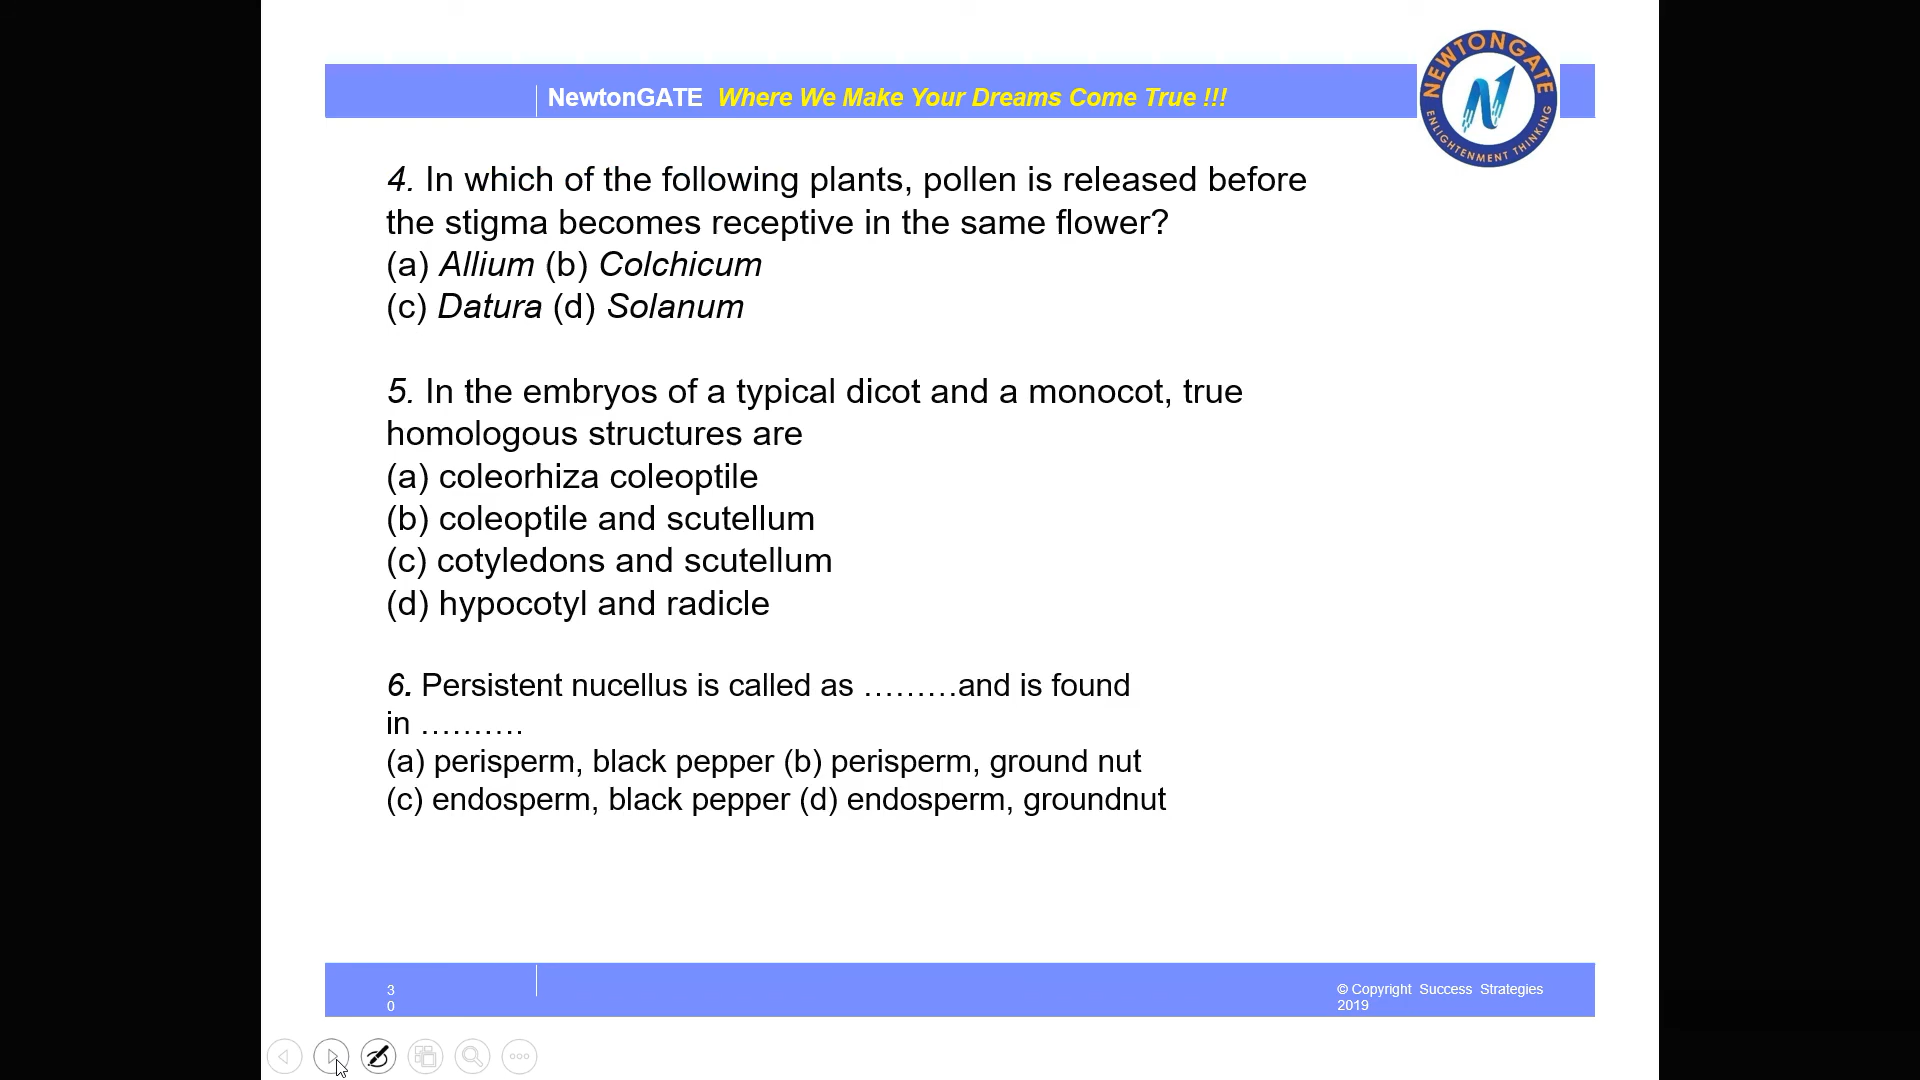 NewtonGATE Where We Make Your Dreams Come True !!!
NEWTONGATE
ENLIGHTENMENT THINKING
4. In which of the following plants, pollen is released before
the stigma becomes receptive in the same flower?
(a) Allium (b) Colchicum
(c) Datura (d) Solanum
5. In the embryos of a typical dicot and a monocot, true
homologous structures are
(a) coleorhiza coleoptile
(b) coleoptile and scutellum
(c) cotyledons and scutellum
(d) hypocotyl and radicle
6. Persistent nucellus is called as ………and is found
in ……….
(a) perisperm, black pepper (b) perisperm, ground nut
(c) endosperm, black pepper (d) endosperm, groundnut
3
0
© Copyright Success Strategies
2019